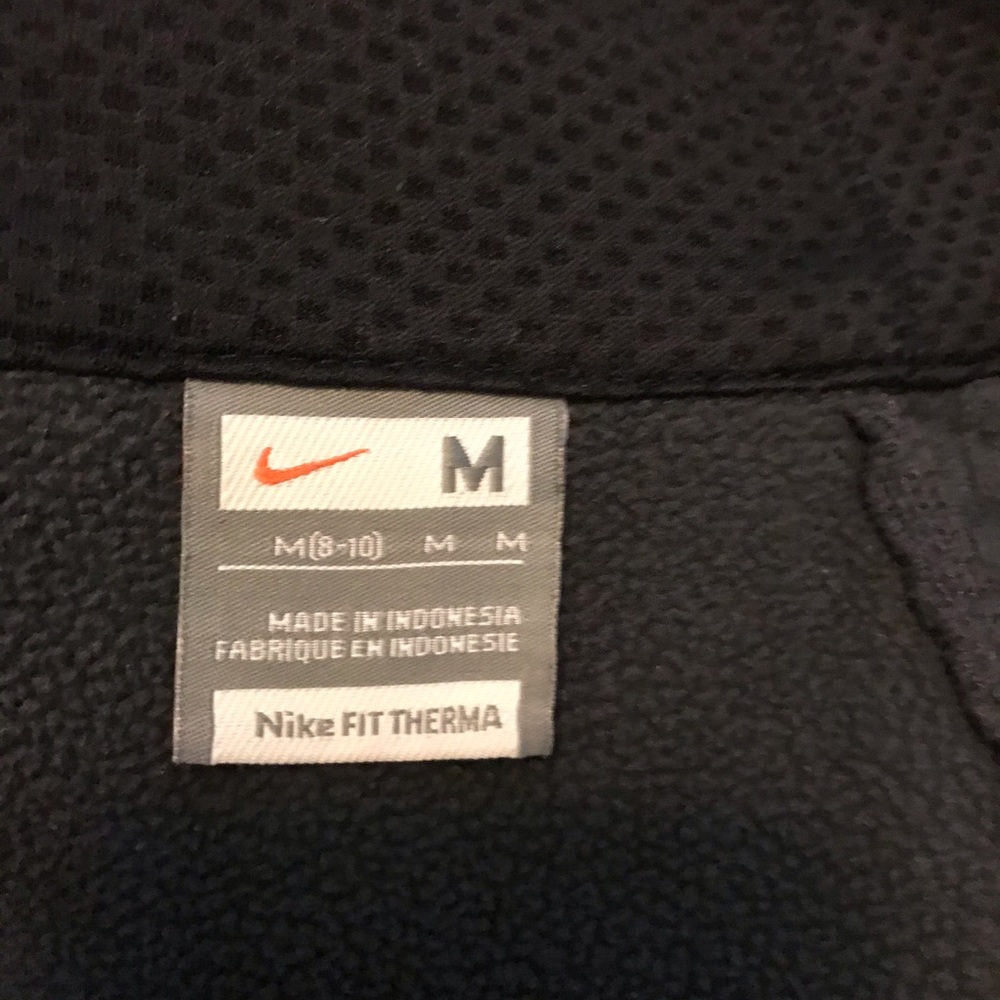 M
M(8-10) M M
MADE IN INDONESIA
FABRIQUE EN INDONESIE
Nike FIT THERMA